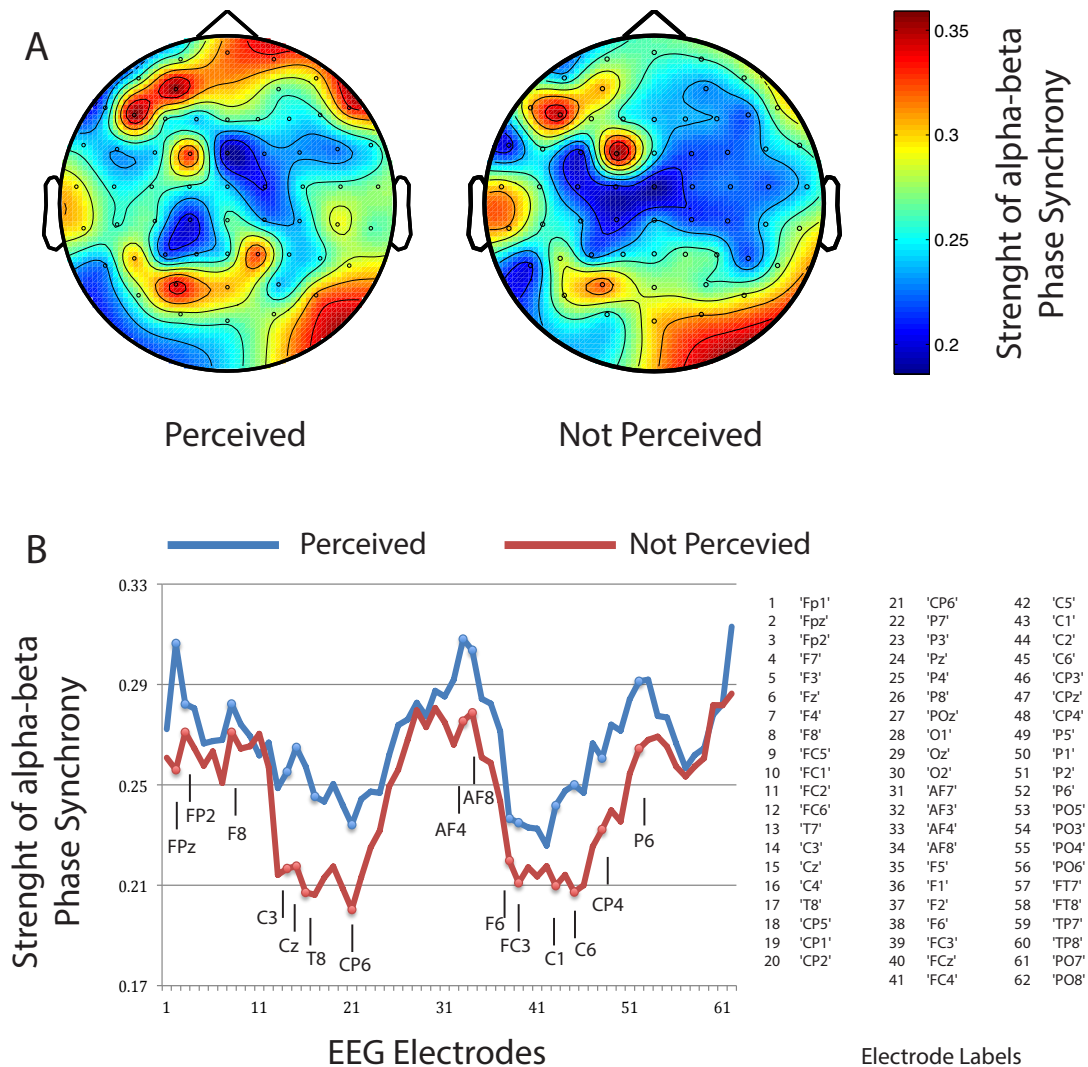 A
0.35
0.3
0.25
0.2
Strenght of alpha-beta
Phase Synchrony
Perceived
Not Perceived
B
Perceived
Not Percevied
Strenght of alpha-beta
Phase Synchrony
0.33
0.29
0.25
0.21
0.17
FPz
FP2
F8
C3
Cz
T8
CP6
AF4
AF8
F6
FC3
C1
C6
CP4
P6
1
11
21
31
41
51
61
EEG Electrodes
1 'Fp1'
2 'Fpz'
3 'Fp2'
4 'F7'
5 'F3'
6 'Fz'
7 'F4'
8 'F8'
9 'FC5'
10 'FC1'
11 'FC2'
12 'FC6'
13 'T7'
14 'C3'
15 'Cz'
16 'C4'
17 'T8'
18 'CP5'
19 'CP1'
20 'CP2'
21 'CP6'
22 'P7'
23 'P3'
24 'Pz'
25 'P4'
26 'P8'
27 'POz'
28 'O1'
29 'Oz'
30 'O2'
31 'AF7'
32 'AF3'
33 'AF4'
34 'AF8'
35 'F5'
36 'F1'
37 'F2'
38 'F6'
39 'FC3'
40 'FCz'
41 'FC4'
42 'C5'
43 'C1'
44 'C2'
45 'C6'
46 'CP3'
47 'CPz'
48 'CP4'
49 'P5'
50 'P1'
51 'P2'
52 'P6'
53 'PO5'
54 'PO3'
55 'PO4'
56 'PO6'
57 'FT7'
58 'FT8'
59 'TP7'
60 'TP8'
61 'PO7'
62 'PO8'
Electrode Labels